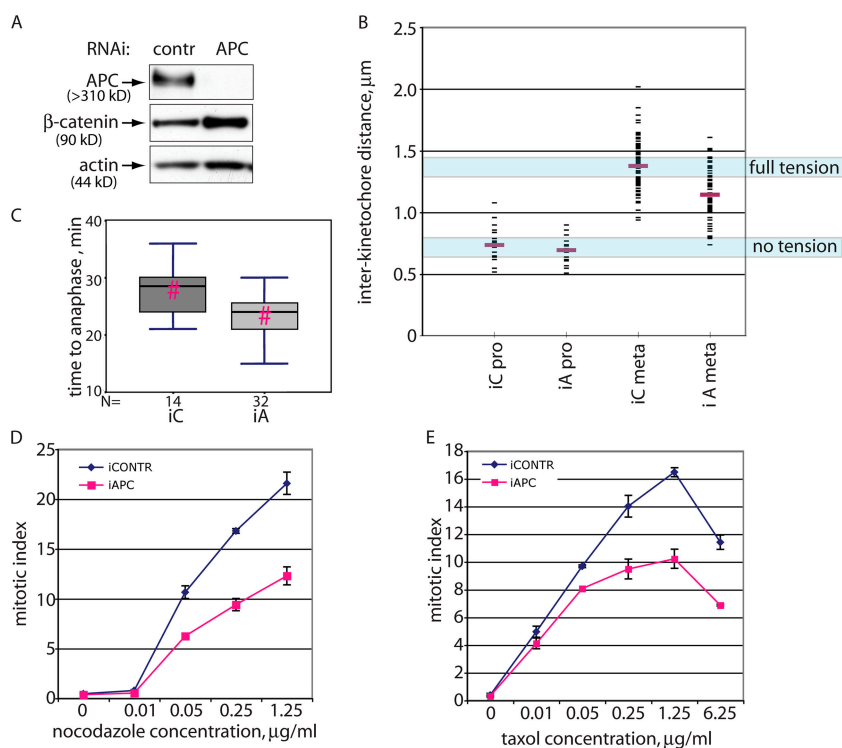 A
RNAi: contr APC
APC
(>310 kD)
β-catenin
(90 kD)
actin
(44 kD)
B
inter-kinetochore distance, μm
2.5
2.0
1.5
1.0
0.5
0
full tension
no tension
iC pro
iA pro
iC meta
i A meta
C
time to anaphase , min
40
30
20
10
#
#
N= 14 32
iC iA
D
mitotic index
25
20
15
10
5
0
iCONTR
iAPC
0 0.01 0.05 0.25 1.25
nocodazole concentration, μg/ml
E
mitotic index
18
16
14
12
10
8
6
4
2
0
iCONTR
iAPC
0 0.01 0.05 0.25 1.25 6.25
taxol concentration, μg/ml